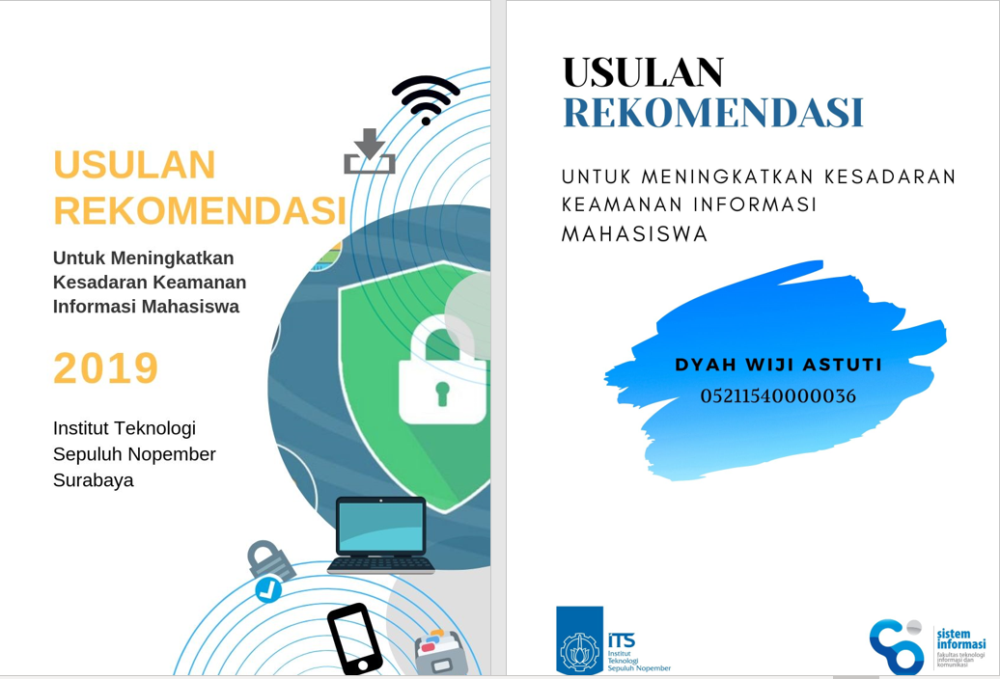 USULAN
REKOMENDASI
Untuk Meningkatkan
Kesadaran Keamanan
Informasi Mahasiswa
2019
Institut Teknologi
Sepuluh Nopember
Surabaya
USULAN
REKOMENDASI
UNTUK MENINGKATKAN KESADARAN
KEAMANAN INFORMASI
MAHASISWA
DYAH WIJI ASTUTI
05211540000036
iTS
Institut
Teknologi
Sepuluh Nopember
sistem
informasi
fakultas teknologi
informasi dan
komunikasi